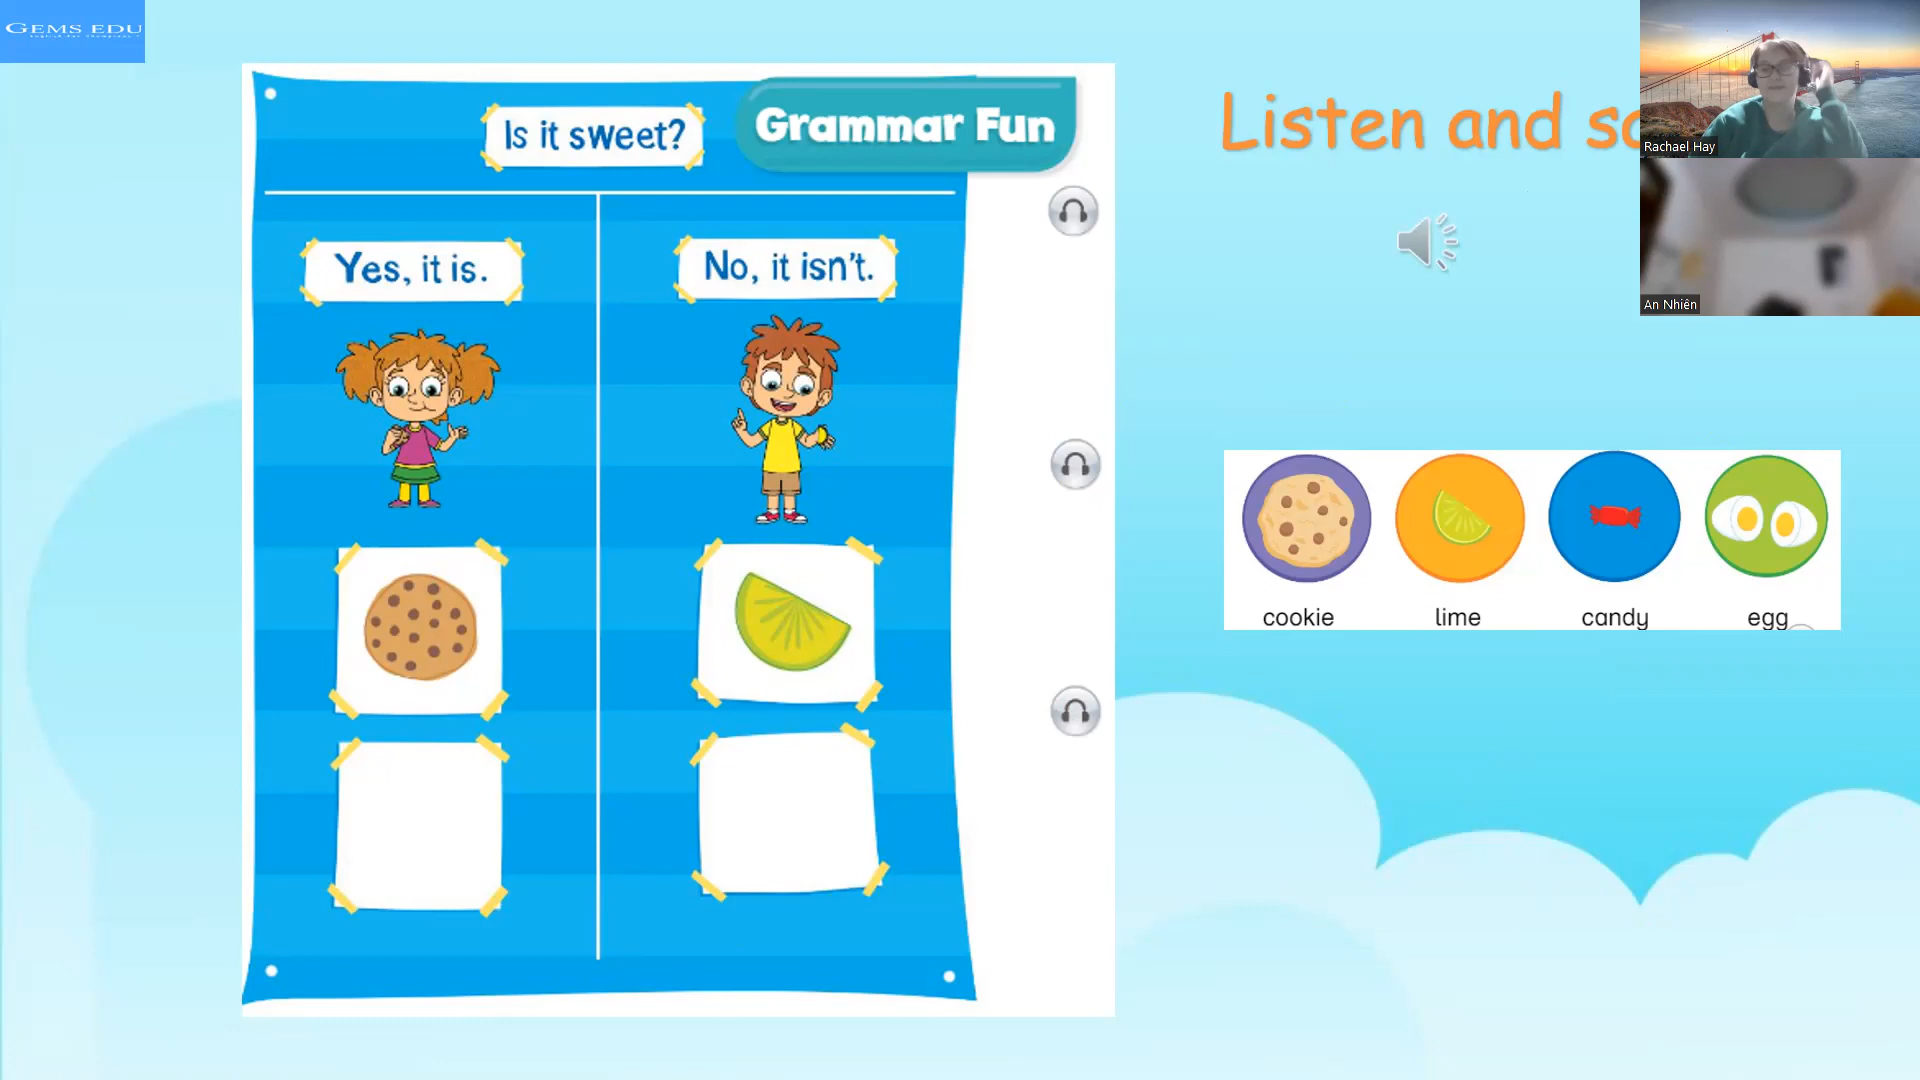 GEMS EDU
Is it sweet?
Grammar Fun
Yes, it is.
No, it isn't.
Listen and
Rachael Hay
An Nhiên
cookie
lime
candy
egg